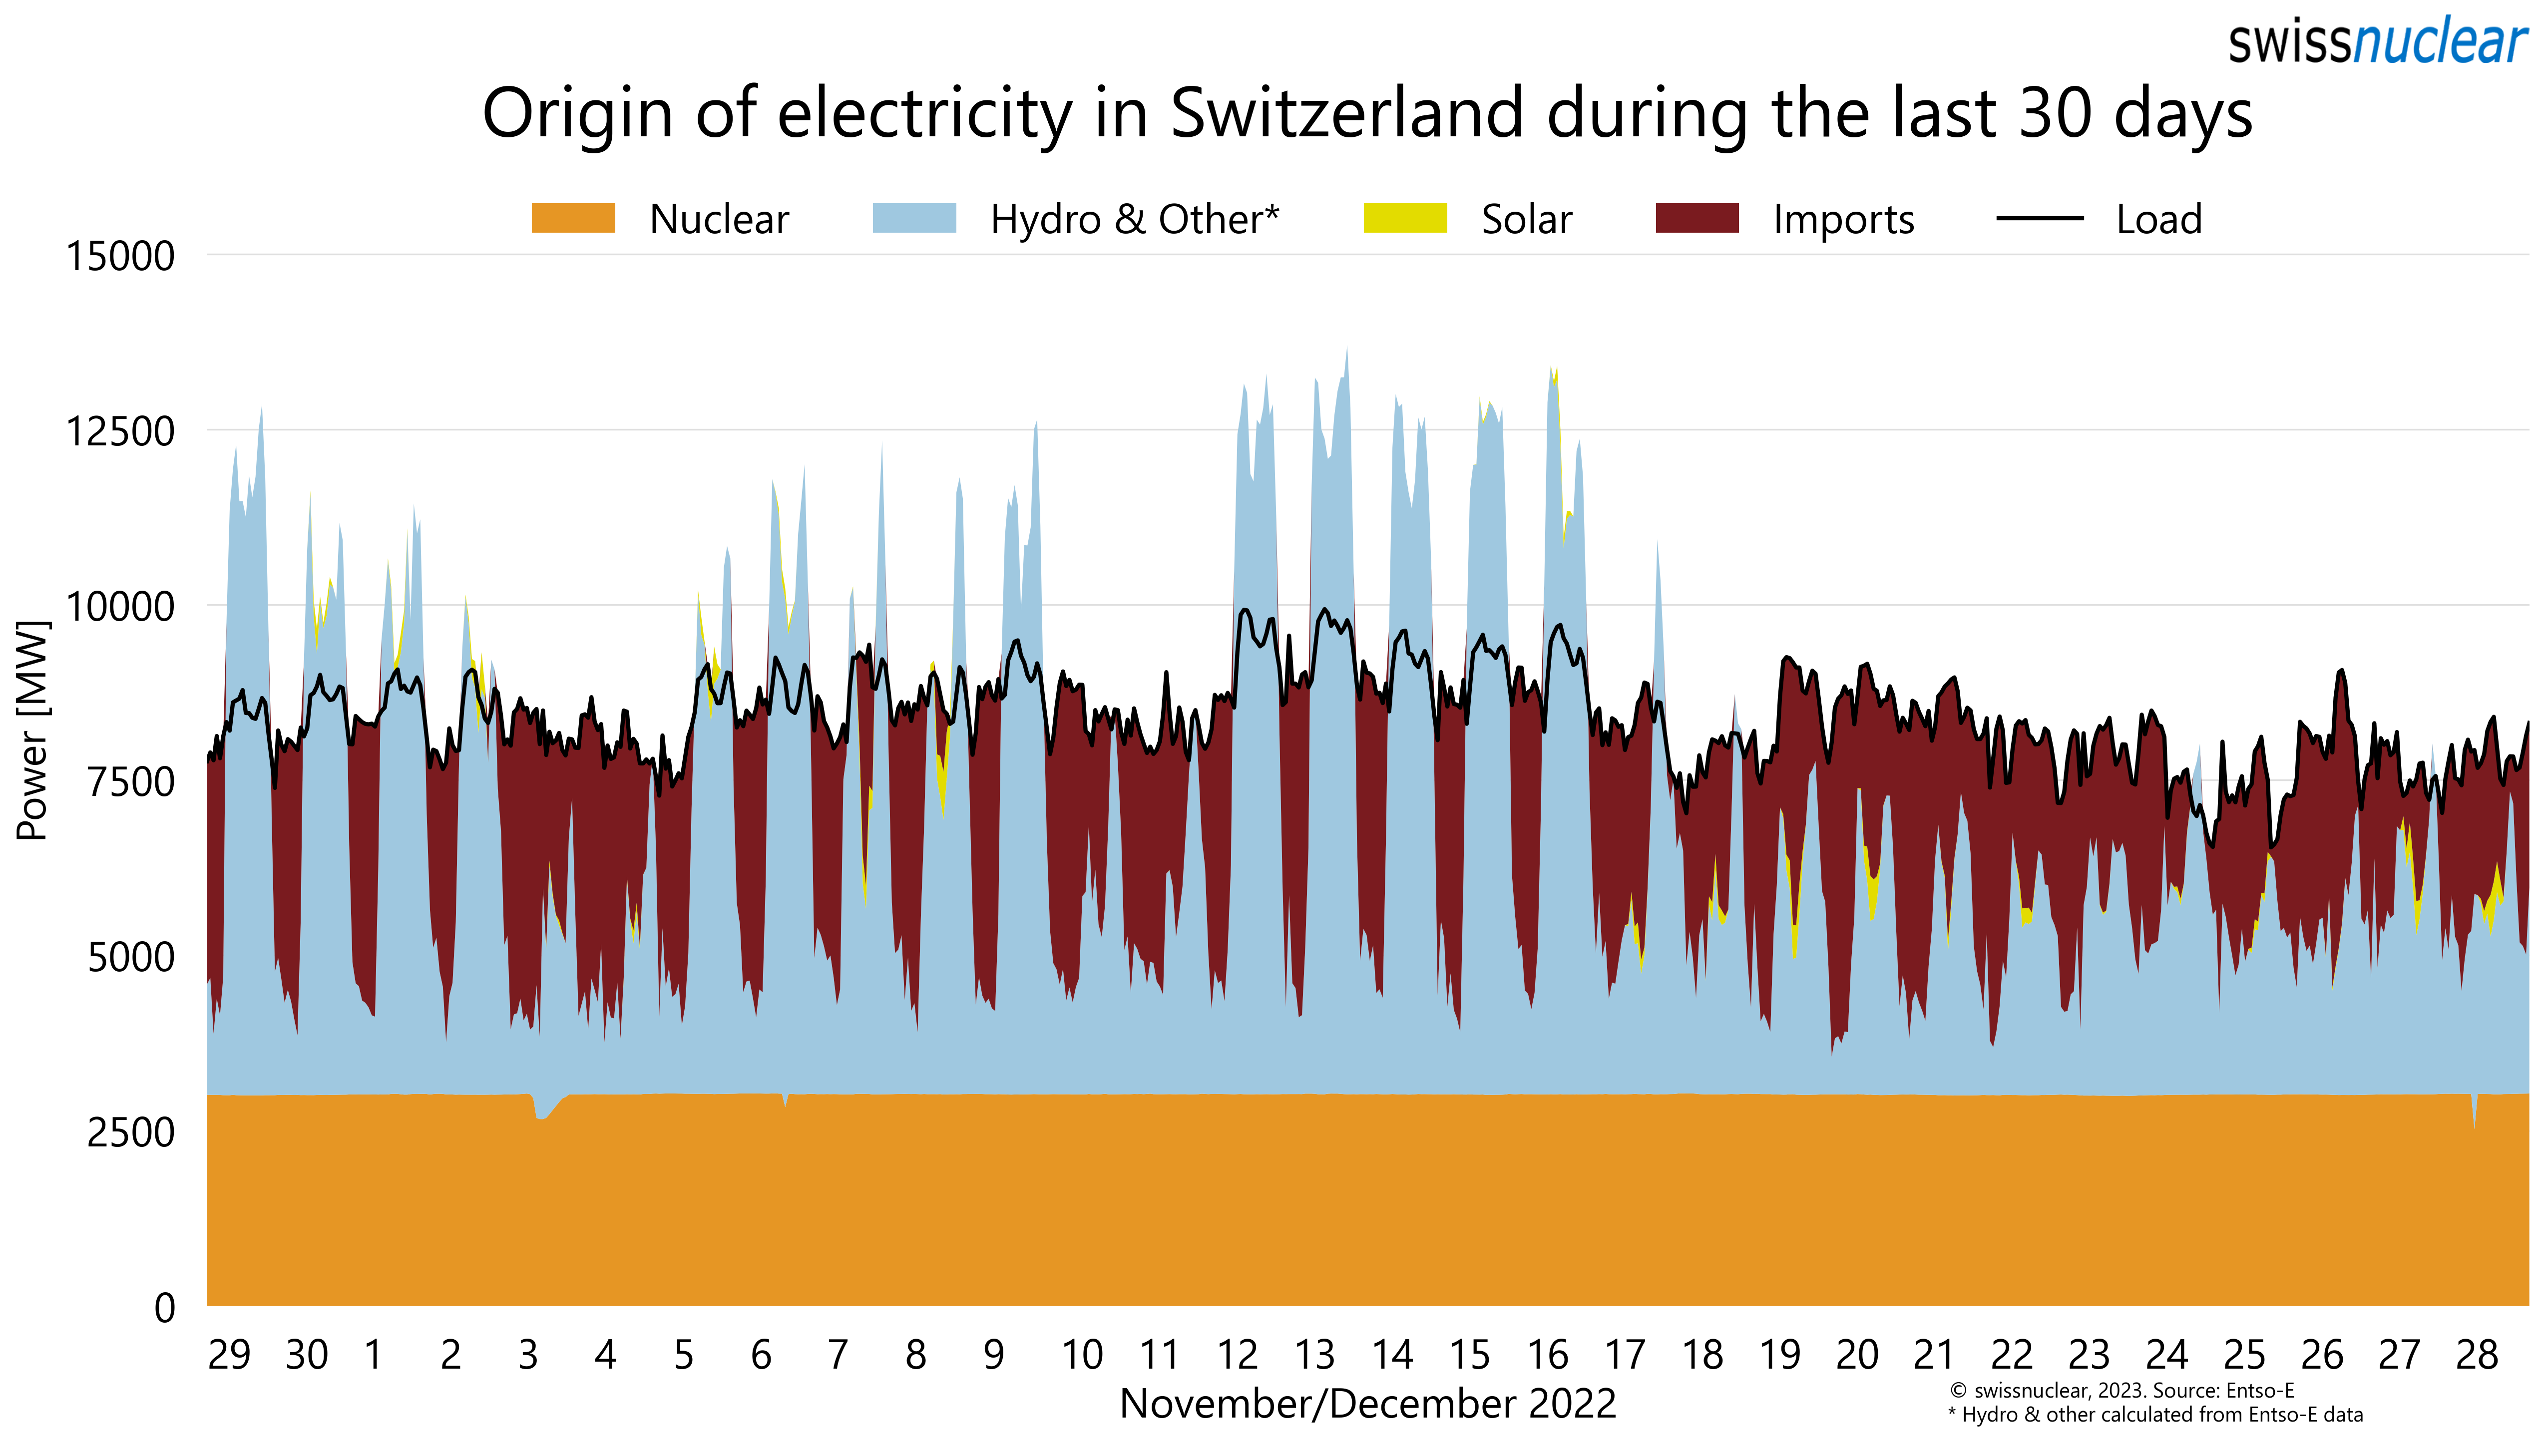 swissnuclear
Origin of electricity in Switzerland during the last 30 days
Nuclear Hydro & Other* Solar Imports Load
15000
12500
10000
7500
5000
2500
0
Power [MW]
29 30 1 2 3 4 5 6 7 8 9 10 11 12 13 14 15 16 17 18 19 20 21 22 23 24 25 26 27 28
November/December 2022
© swissnuclear, 2023. Source: Entso-E
* Hydro & other calculated from Entso-E data